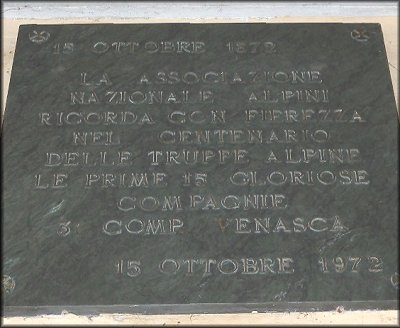 15 OTTOBRE 1872
LA ASSOCIAZIONE
NAZIONALE ALPINI
RICORDA CON FIEREZZA
NEL CENTENARIO
DELLE TRUPPE ALPINE
LE PRIME 15 GLORIOSE
COMPAGNIE
3ª COMP. VENASCA
15 OTTOBRE 1972